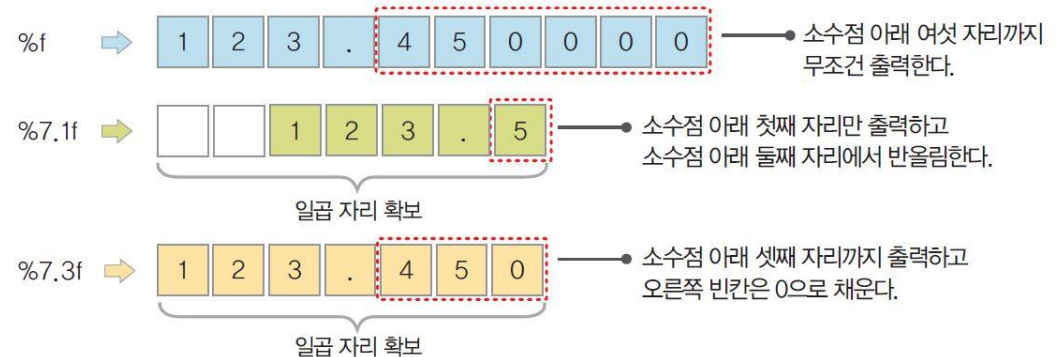 %f 1 2 3 . 4 5 0 0 0 0 소수점 아래 여섯 자리까지
무조건 출력한다.
%7.1f 1 2 3 . 5 소수점 아래 첫째 자리만 출력하고
소수점 아래 둘째 자리에서 반올림한다.
일곱 자리 확보
%7.3f 1 2 3 . 4 5 0 소수점 아래 셋째 자리까지 출력하고
오른쪽 빈칸은 0으로 채운다.
일곱 자리 확보